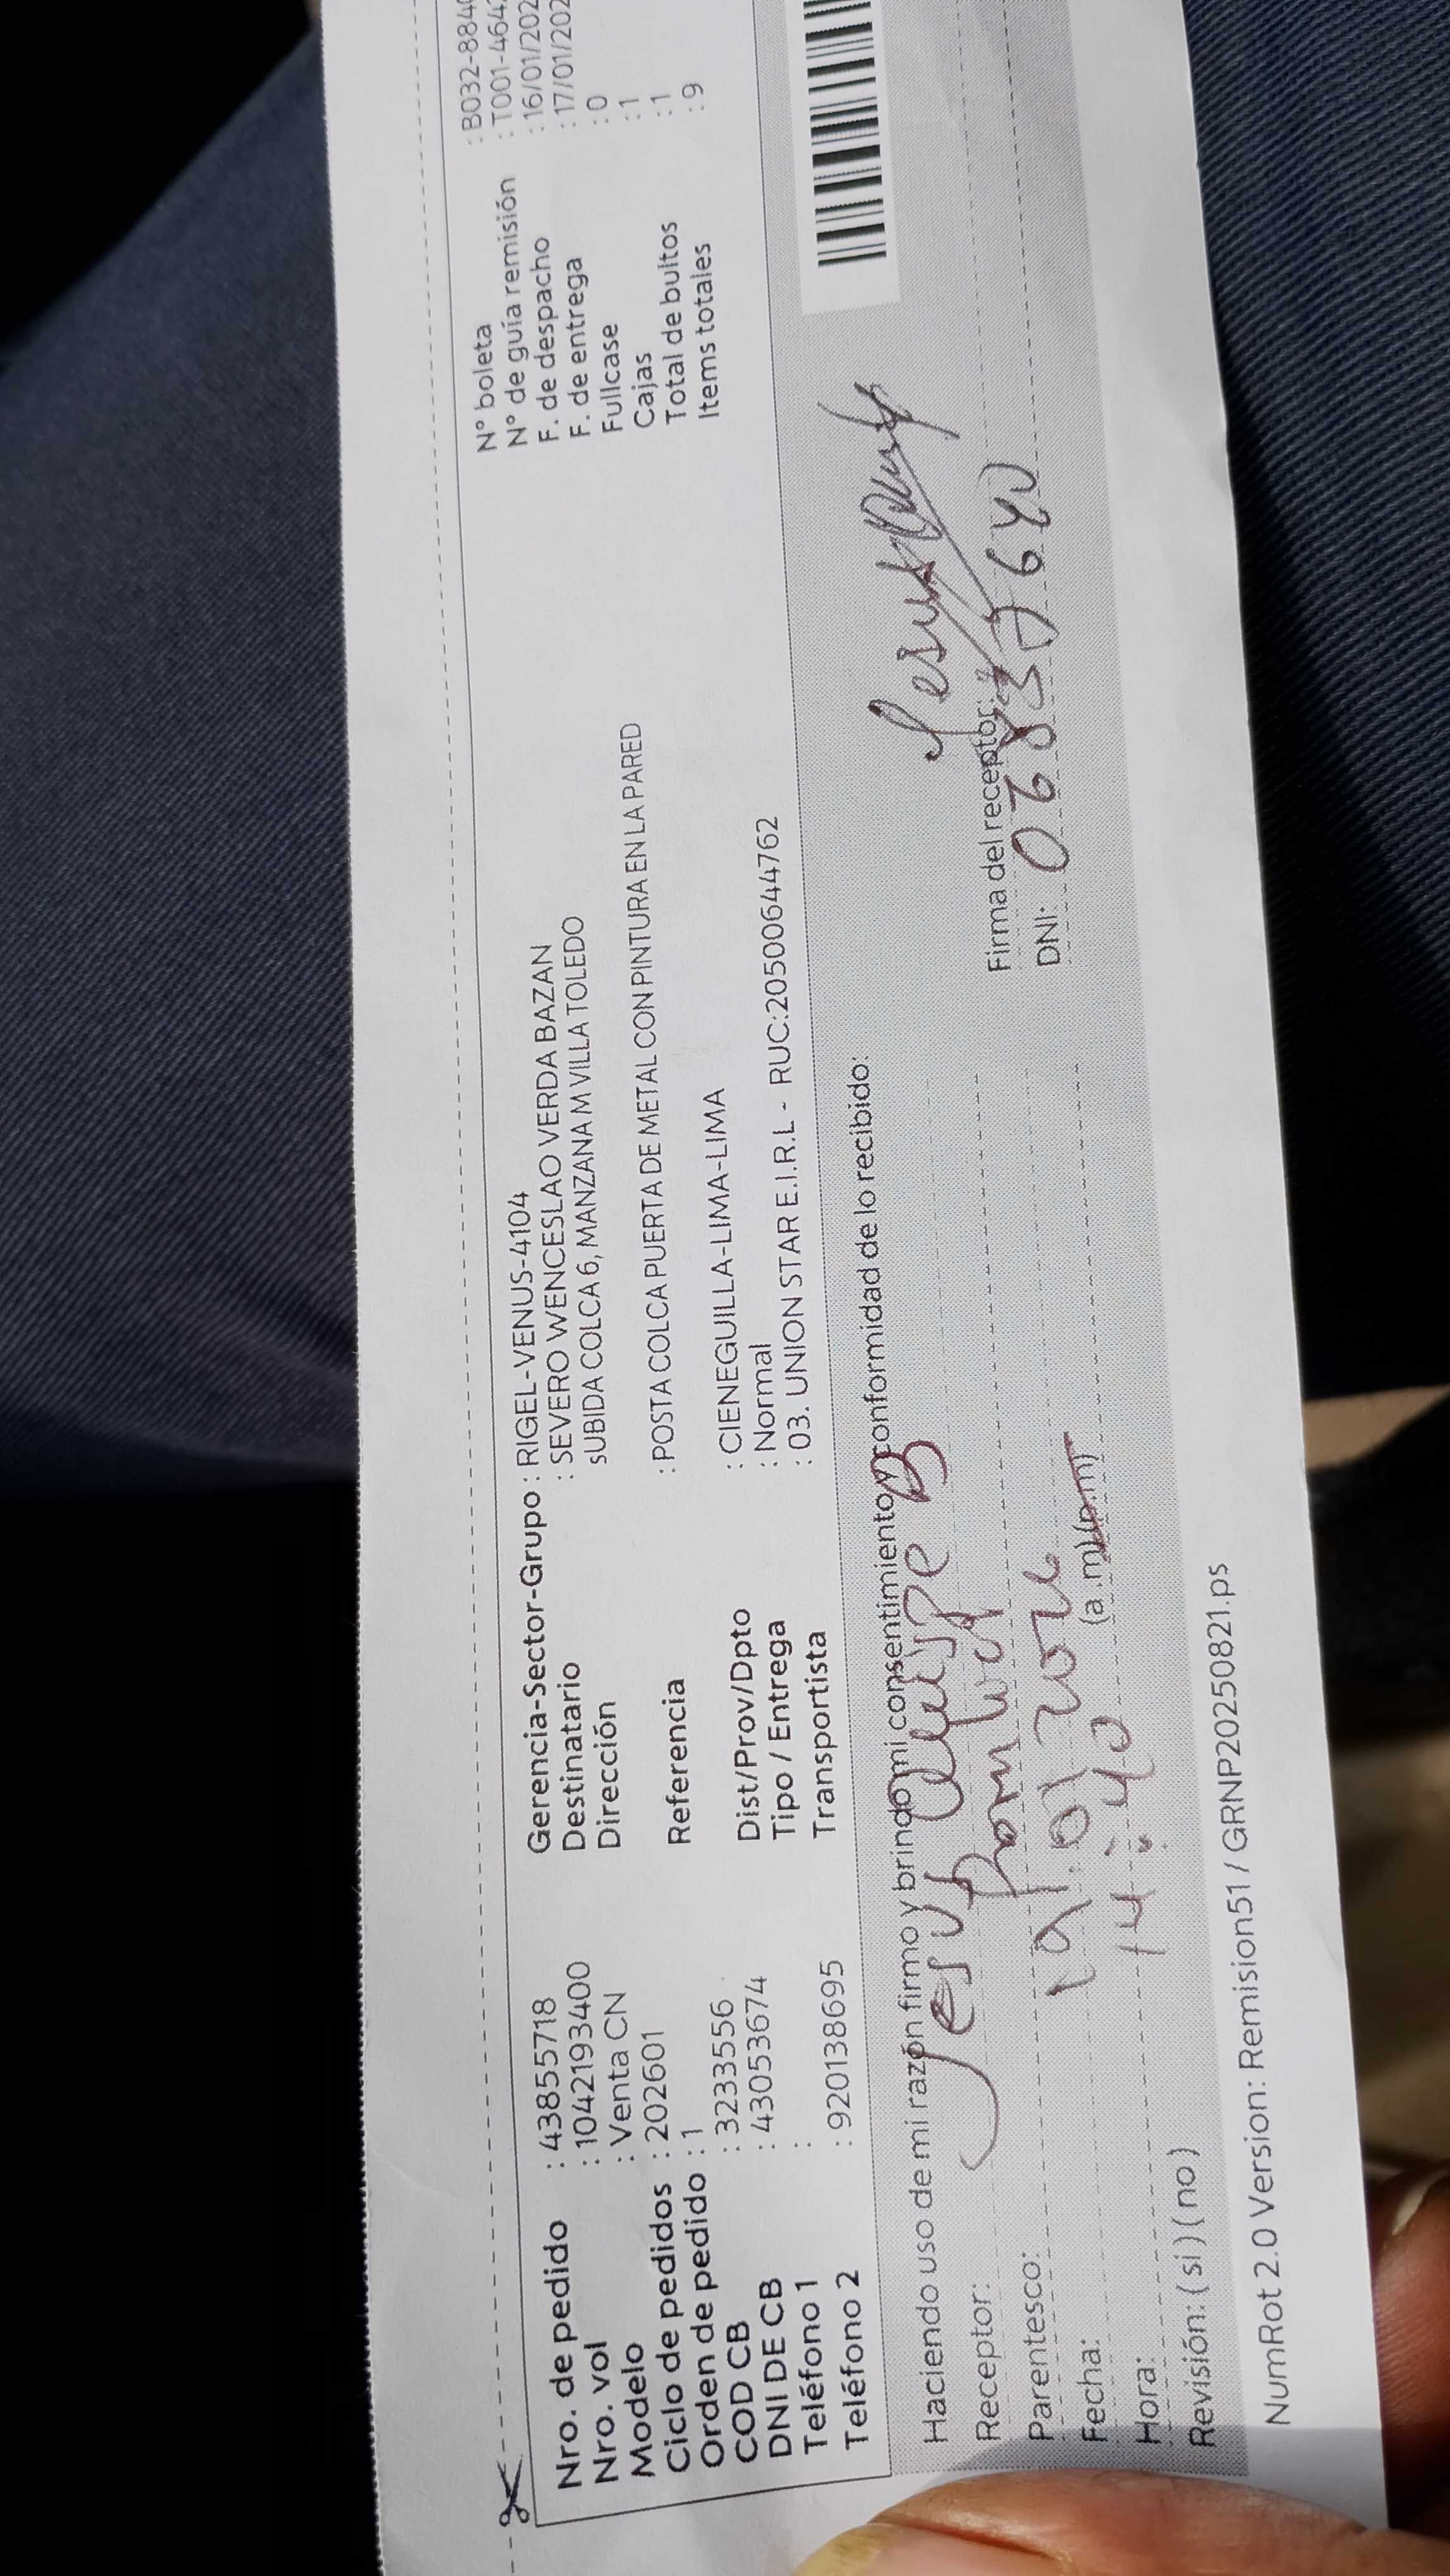 Nro. de pedido : 43855718
Nro. vol : 1042193400
Modelo : Venta CN
Ciclo de pedidos : 202601
Orden de pedido : 1
COD CB : 3233556
DNI DE CB : 43053674
Teléfono 1 :
Teléfono 2 : 920138695
Gerencia-Sector-Grupo : RIGEL-VENUS-4104
Destinatario : SEVERO WENCESLAO VERDA BAZAN
Dirección sUBIDA COLCA 6, MANZANA M VILLA TOLEDO
Referencia : POSTA COLCA PUERTA DE METAL CON PINTURA EN LA PARED
Dist/Prov/Dpto : CIENEGUILLA-LIMA-LIMA
Tipo / Entrega : Normal
Transportista : 03. UNION STAR E.I.R.L - RUC:20500644762
N° boleta : B032-884
N° de guía remisión : T001-464
F. de despacho : 16/01/202
F. de entrega : 17/01/202
Fullcase : 0
Cajas : 1
Total de bultos : 1
Items totales : 9
Haciendo uso de mi razón firmo y brindo mi consentimiento y conformidad de lo recibido:
Receptor: Jesus
Parentesco:
Fecha:
Hora: 14:40 (a.m) (p.m)
Revisión: ( si ) ( no )
Firma del receptor:
DNI:
NumRot 2.0 Version: Remision51 / GRNP20250821.ps